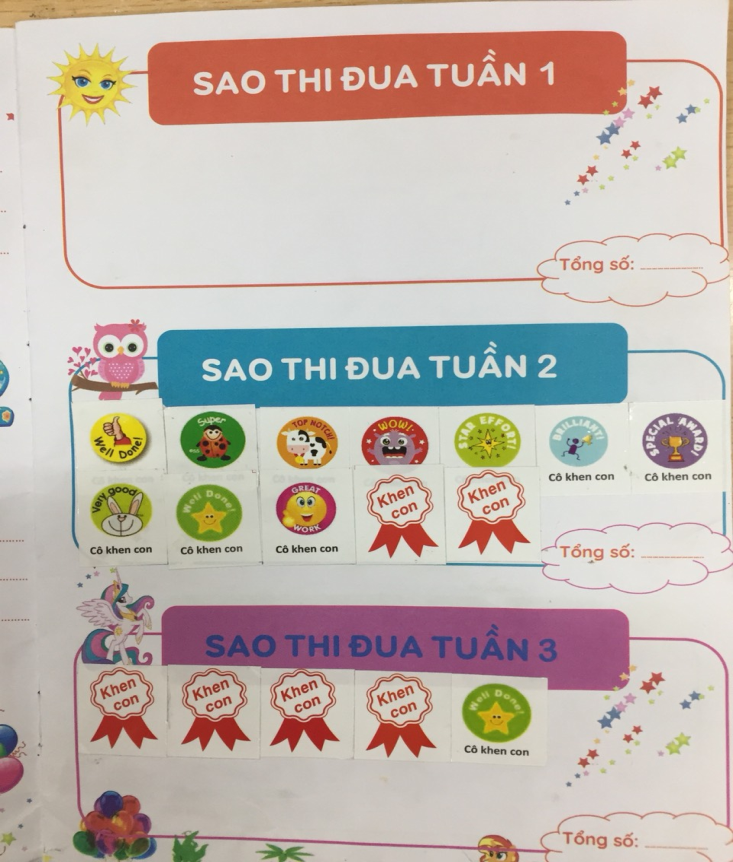 SAO THI ĐUA TUẦN 1
Tổng số:
SAO THI ĐUA TUẦN 2
Well Done!
Super
TOP NOTCH!
WOW!
STAR EFFORT!
BRILLIANT!
SPECIAL AWARD!
Cô khen con
Cô khen con
Very good
Well Done!
GREAT WORK
Khen con
Khen con
Cô khen con
Cô khen con
Cô khen con
Tổng số:
SAO THI ĐUA TUẦN 3
Khen con
Khen con
Khen con
Khen con
Well Done!
Cô khen con
Tổng số: